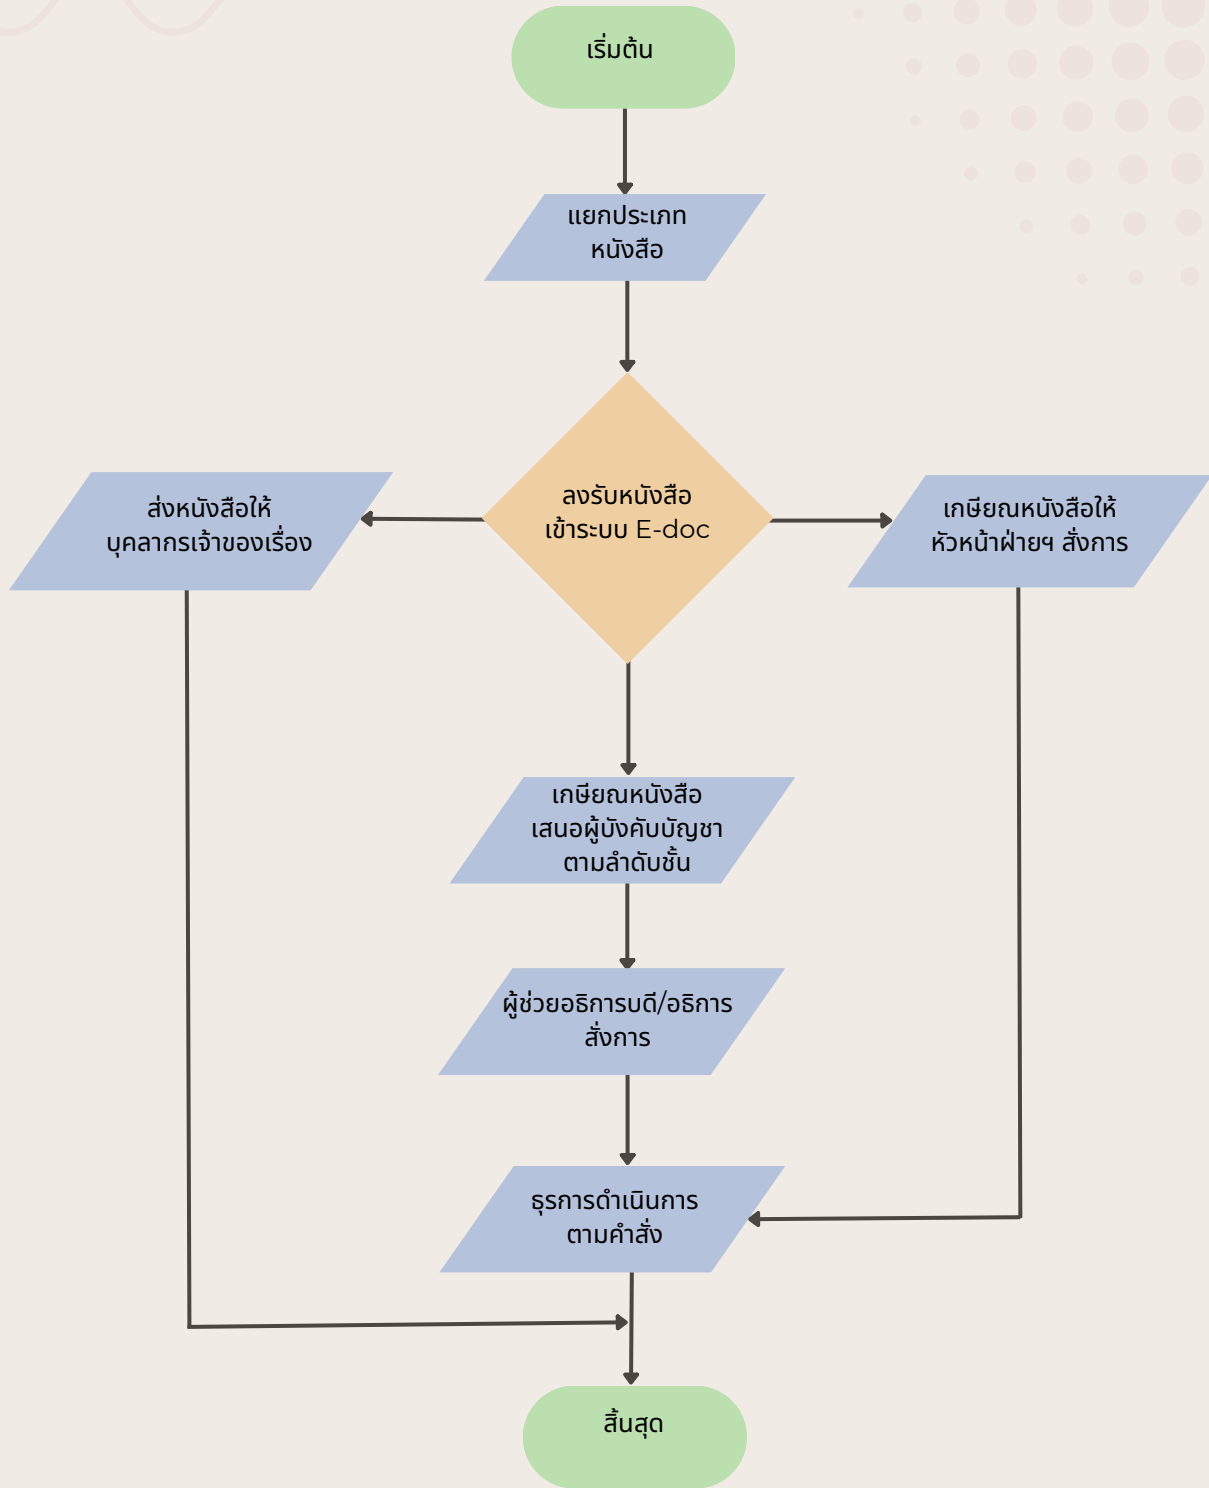 เริ่มต้น
แยกประเภท
หนังสือ
ลงรับหนังสือ
เข้าระบบ E-doc
ส่งหนังสือให้
บุคลากรเจ้าของเรื่อง
เกษียณหนังสือให้
หัวหน้าฝ่ายฯ สั่งการ
เกษียณหนังสือ
เสนอผู้บังคับบัญชา
ตามลำดับชั้น
ผู้ช่วยอธิการบดี/อธิการ
สั่งการ
ธุรการดำเนินการ
ตามคำสั่ง
สิ้นสุด